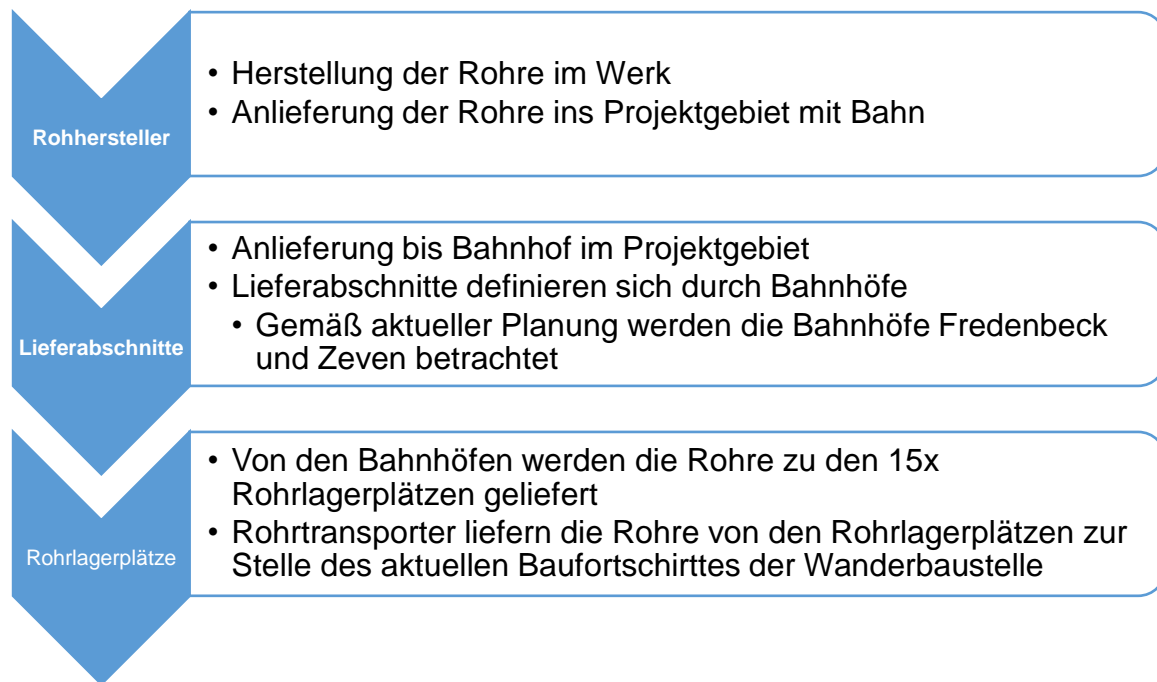 Rohhersteller
• Herstellung der Rohre im Werk
• Anlieferung der Rohre ins Projektgebiet mit Bahn
Lieferabschnitte
• Anlieferung bis Bahnhof im Projektgebiet
• Lieferabschnitte definieren sich durch Bahnhöfe
• Gemäß aktueller Planung werden die Bahnhöfe Fredenbeck
und Zeven betrachtet
Rohrlagerplätze
• Von den Bahnhöfen werden die Rohre zu den 15x
Rohrlagerplätzen geliefert
• Rohrtransporter liefern die Rohre von den Rohrlagerplätzen zur
Stelle des aktuellen Baufortschirttes der Wanderbaustelle